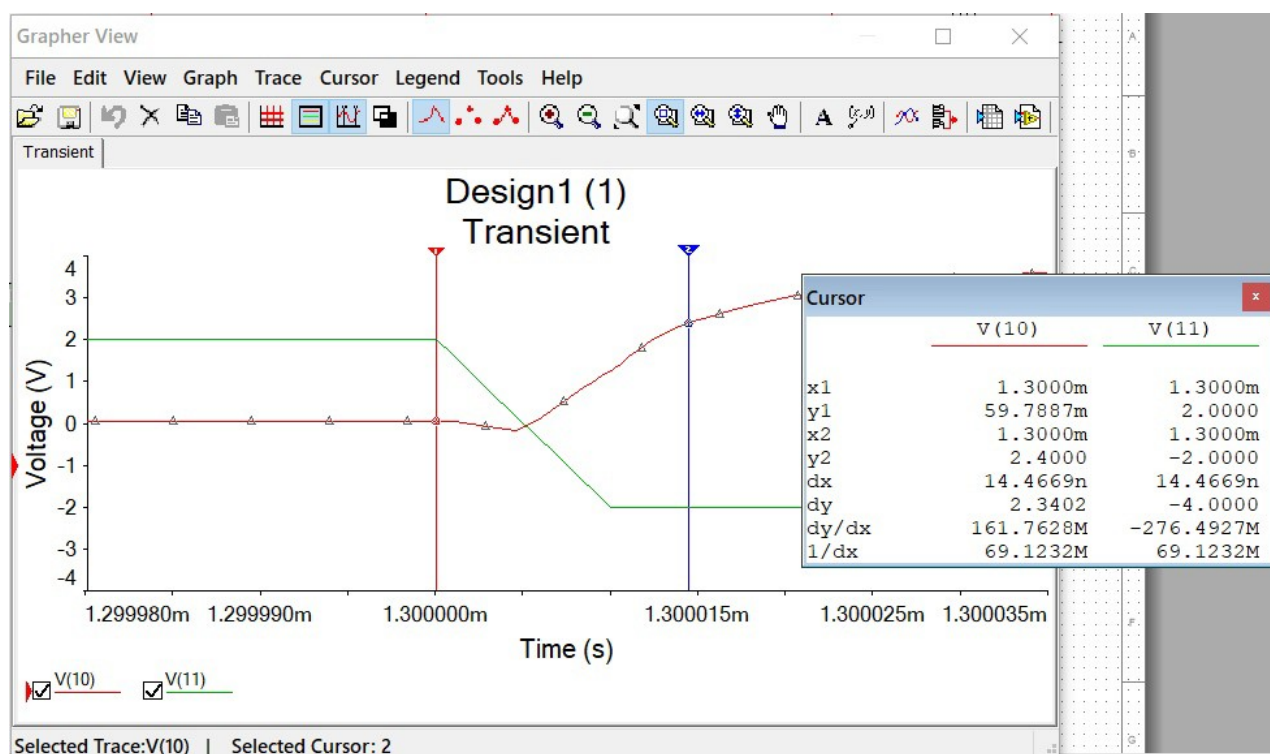 Grapher View
File Edit View Graph Trace Cursor Legend Tools Help
A (x,y)
Transient
Design1 (1)
Transient
1
2
4
3
2
1
0
-1
-2
-3
-4
Voltage (V)
1.299980m 1.299990m 1.300000m 1.300015m 1.300025m 1.300035m
Time (s)
V(10) V(11)
Cursor x
V(10) V(11)
x1 1.3000m 1.3000m
y1 59.7887m 2.0000
x2 1.3000m 1.3000m
y2 2.4000 -2.0000
dx 14.4669n 14.4669n
dy 2.3402 -4.0000
dy/dx 161.7628M -276.4927M
1/dx 69.1232M 69.1232M
Selected Trace:V(10) | Selected Cursor: 2
A
B
F
G